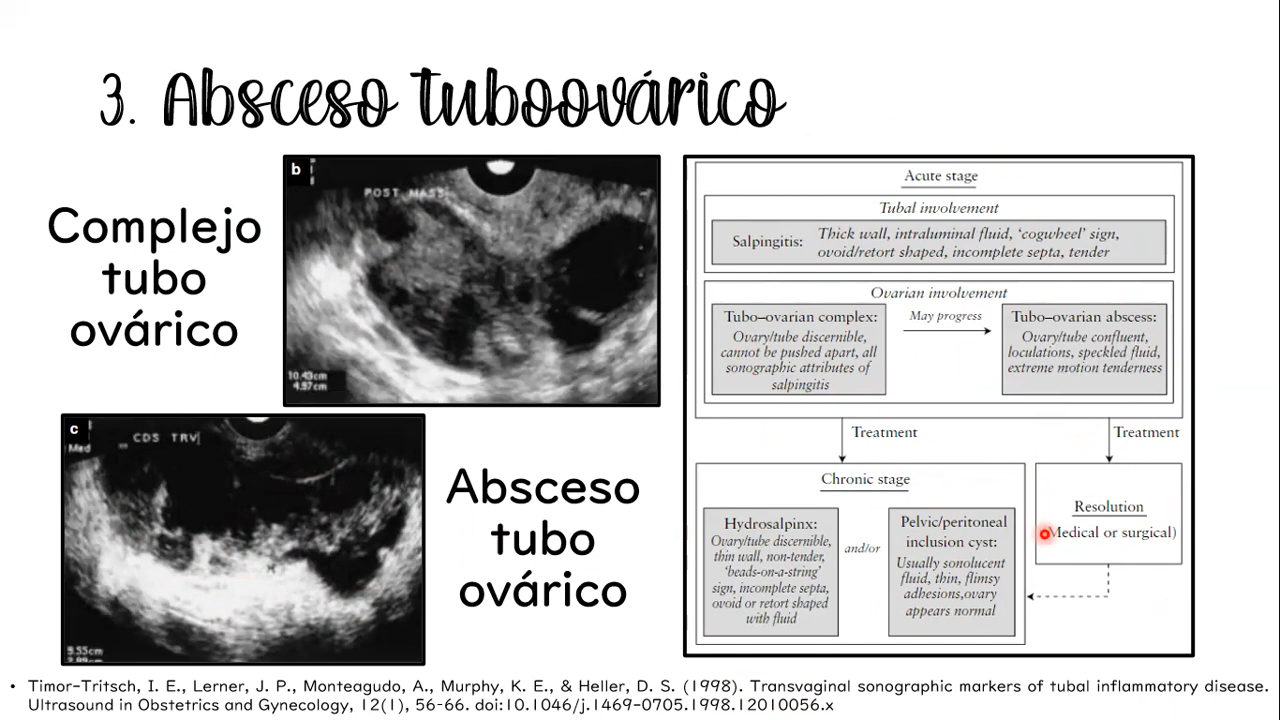 3. Absceso tuboovárico
Complejo
tubo
ovárico
b
POST MASS
10.43cm
4.97cm
c
Med
CDS TRV
9.55cm
Absceso
tubo
ovárico
Acute stage
Tubal involvement
Salpingitis:
Thick wall, intraluminal fluid, ‘cogwheel’ sign,
ovoid/retort shaped, incomplete septa, tender
Ovarian involvement
Tubo–ovarian complex:
Ovary/tube discernible,
cannot be pushed apart, all
sonographic attributes of
salpingitis
May progress
Tubo–ovarian abscess:
Ovary/tube confluent,
loculations, speckled fluid,
extreme motion tenderness
Treatment
Treatment
Chronic stage
Hydrosalpinx:
Ovary/tube discernible,
thin wall, non-tender,
‘beads-on-a-string’
sign, incomplete septa,
ovoid or retort shaped
with fluid
and/or
Pelvic/peritoneal
inclusion cyst:
Usually sonolucent
fluid, thin, flimsy
adhesions,ovary
appears normal
Resolution
Medical or surgical)
• Timor-Tritsch, I. E., Lerner, J. P., Monteagudo, A., Murphy, K. E., & Heller, D. S. (1998). Transvaginal sonographic markers of tubal inflammatory disease.
Ultrasound in Obstetrics and Gynecology, 12(1), 56-66. doi:10.1046/j.1469-0705.1998.12010056.x